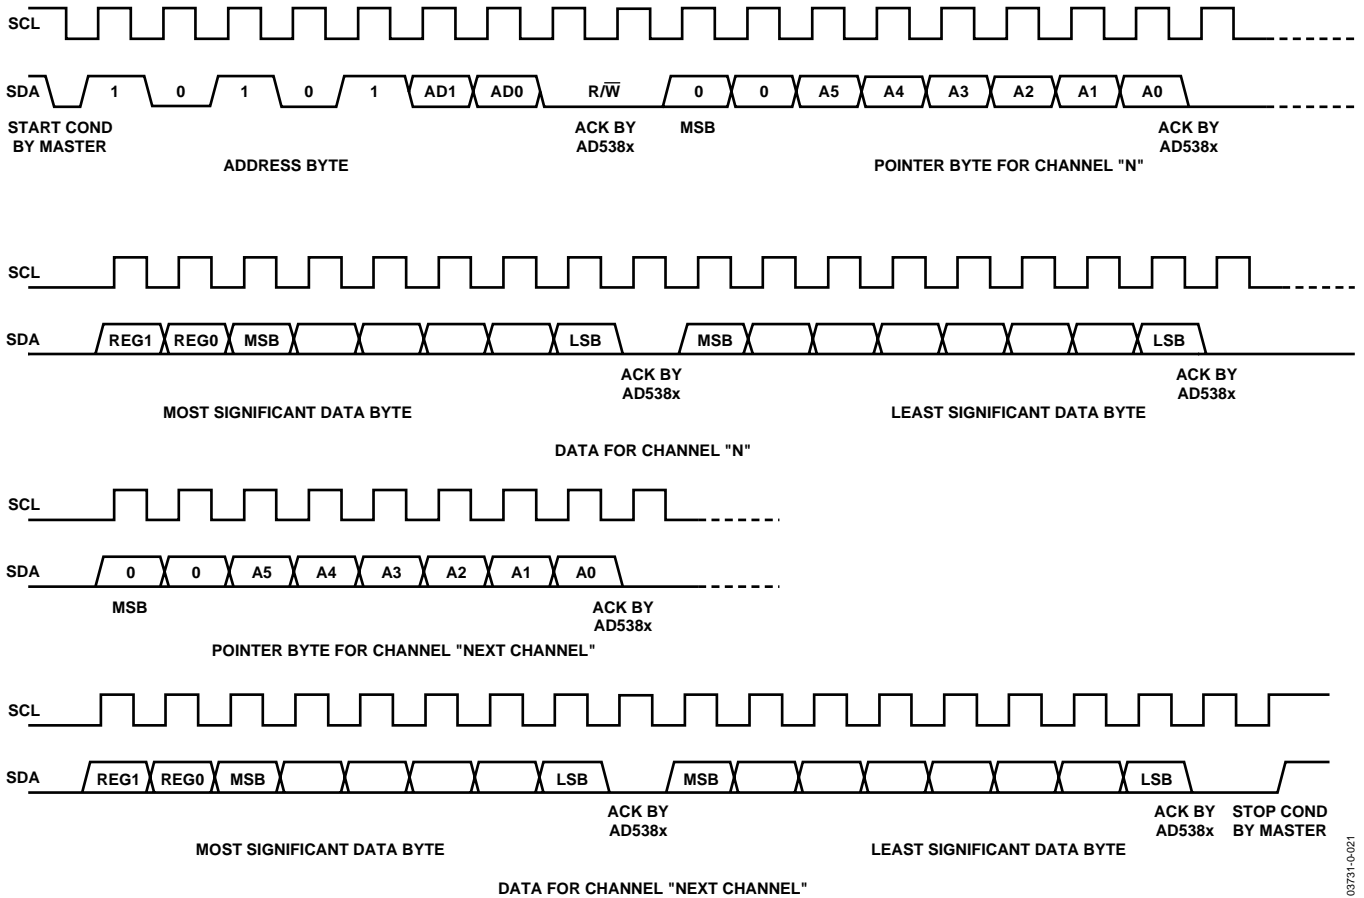 SCL
SDA 1 0 1 0 1 AD1 AD0 R/W̅ 0 0 A5 A4 A3 A2 A1 A0
START COND BY MASTER
ACK BY AD538x
MSB
ACK BY AD538x
ADDRESS BYTE
POINTER BYTE FOR CHANNEL "N"
SCL
SDA REG1 REG0 MSB LSB MSB LSB
ACK BY AD538x
ACK BY AD538x
MOST SIGNIFICANT DATA BYTE
LEAST SIGNIFICANT DATA BYTE
DATA FOR CHANNEL "N"
SCL
SDA 0 0 A5 A4 A3 A2 A1 A0
MSB
ACK BY AD538x
POINTER BYTE FOR CHANNEL "NEXT CHANNEL"
SCL
SDA REG1 REG0 MSB LSB MSB LSB
ACK BY AD538x
ACK BY AD538x
STOP COND BY MASTER
MOST SIGNIFICANT DATA BYTE
LEAST SIGNIFICANT DATA BYTE
DATA FOR CHANNEL "NEXT CHANNEL"
03731-0-021